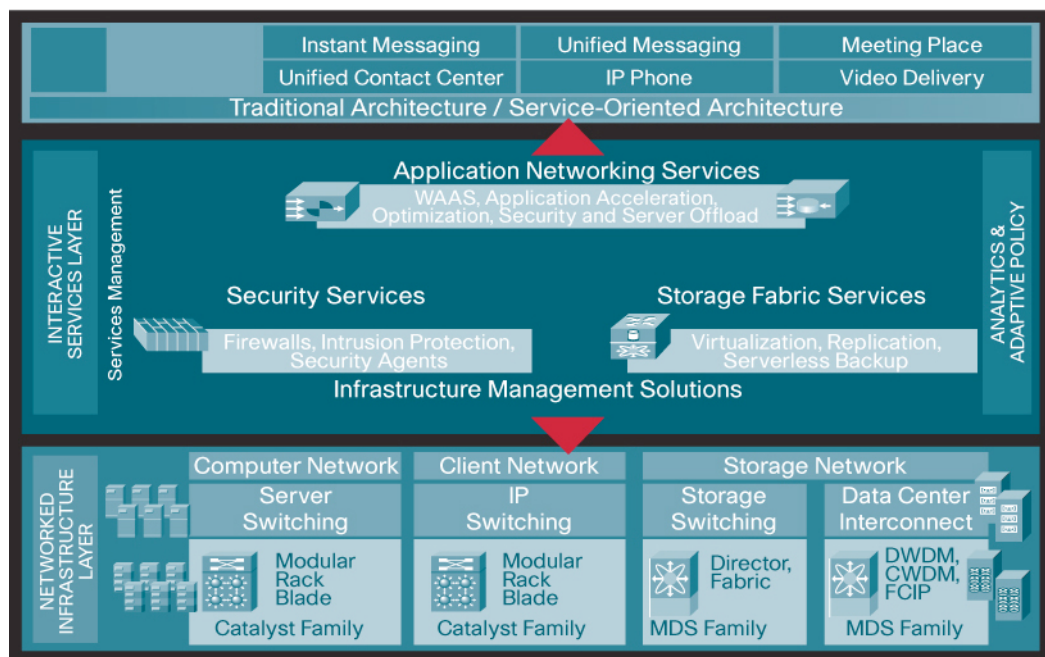 Instant Messaging
Unified Messaging
Meeting Place
Unified Contact Center
IP Phone
Video Delivery
Traditional Architecture / Service-Oriented Architecture
INTERACTIVE
SERVICES LAYER
Services Management
Application Networking Services
WAAS, Application Acceleration,
Optimization, Security and Server Offload
Security Services
Firewalls, Intrusion Protection,
Security Agents
Storage Fabric Services
Virtualization, Replication,
Serverless Backup
Infrastructure Management Solutions
ANALYTICS &
ADAPTIVE POLICY
NETWORKED
INFRASTRUCTURE
LAYER
Computer Network
Server
Switching
Modular
Rack
Blade
Catalyst Family
Client Network
IP
Switching
Modular
Rack
Blade
Catalyst Family
Storage Network
Storage
Switching
Director,
Fabric
MDS Family
Data Center
Interconnect
DWDM,
CWDM,
FCIP
MDS Family